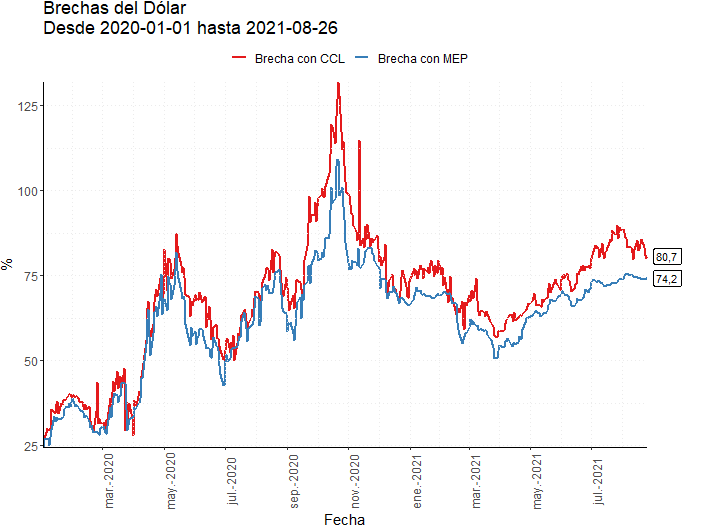 Brechas del Dólar
Desde 2020-01-01 hasta 2021-08-26
Brecha con CCL
Brecha con MEP
%
125
100
75
50
25
80,7
74,2
mar.-2020
may.-2020
jul.-2020
sep.-2020
nov.-2020
ene.-2021
mar.-2021
may.-2021
jul.-2021
Fecha